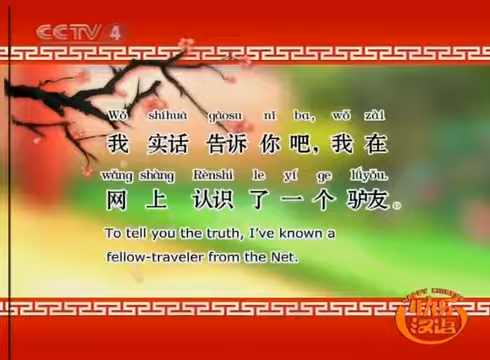 CCTV 4
Wǒ shíhuà gàosu nǐ ba, wǒ zài
我 实话 告诉 你 吧，我 在
wǎng shàng Rènshi le yí ge lǘyǒu.
网 上 认识 了 一 个 驴友。
To tell you the truth, I've known a
fellow-traveler from the Net.
快乐
汉语